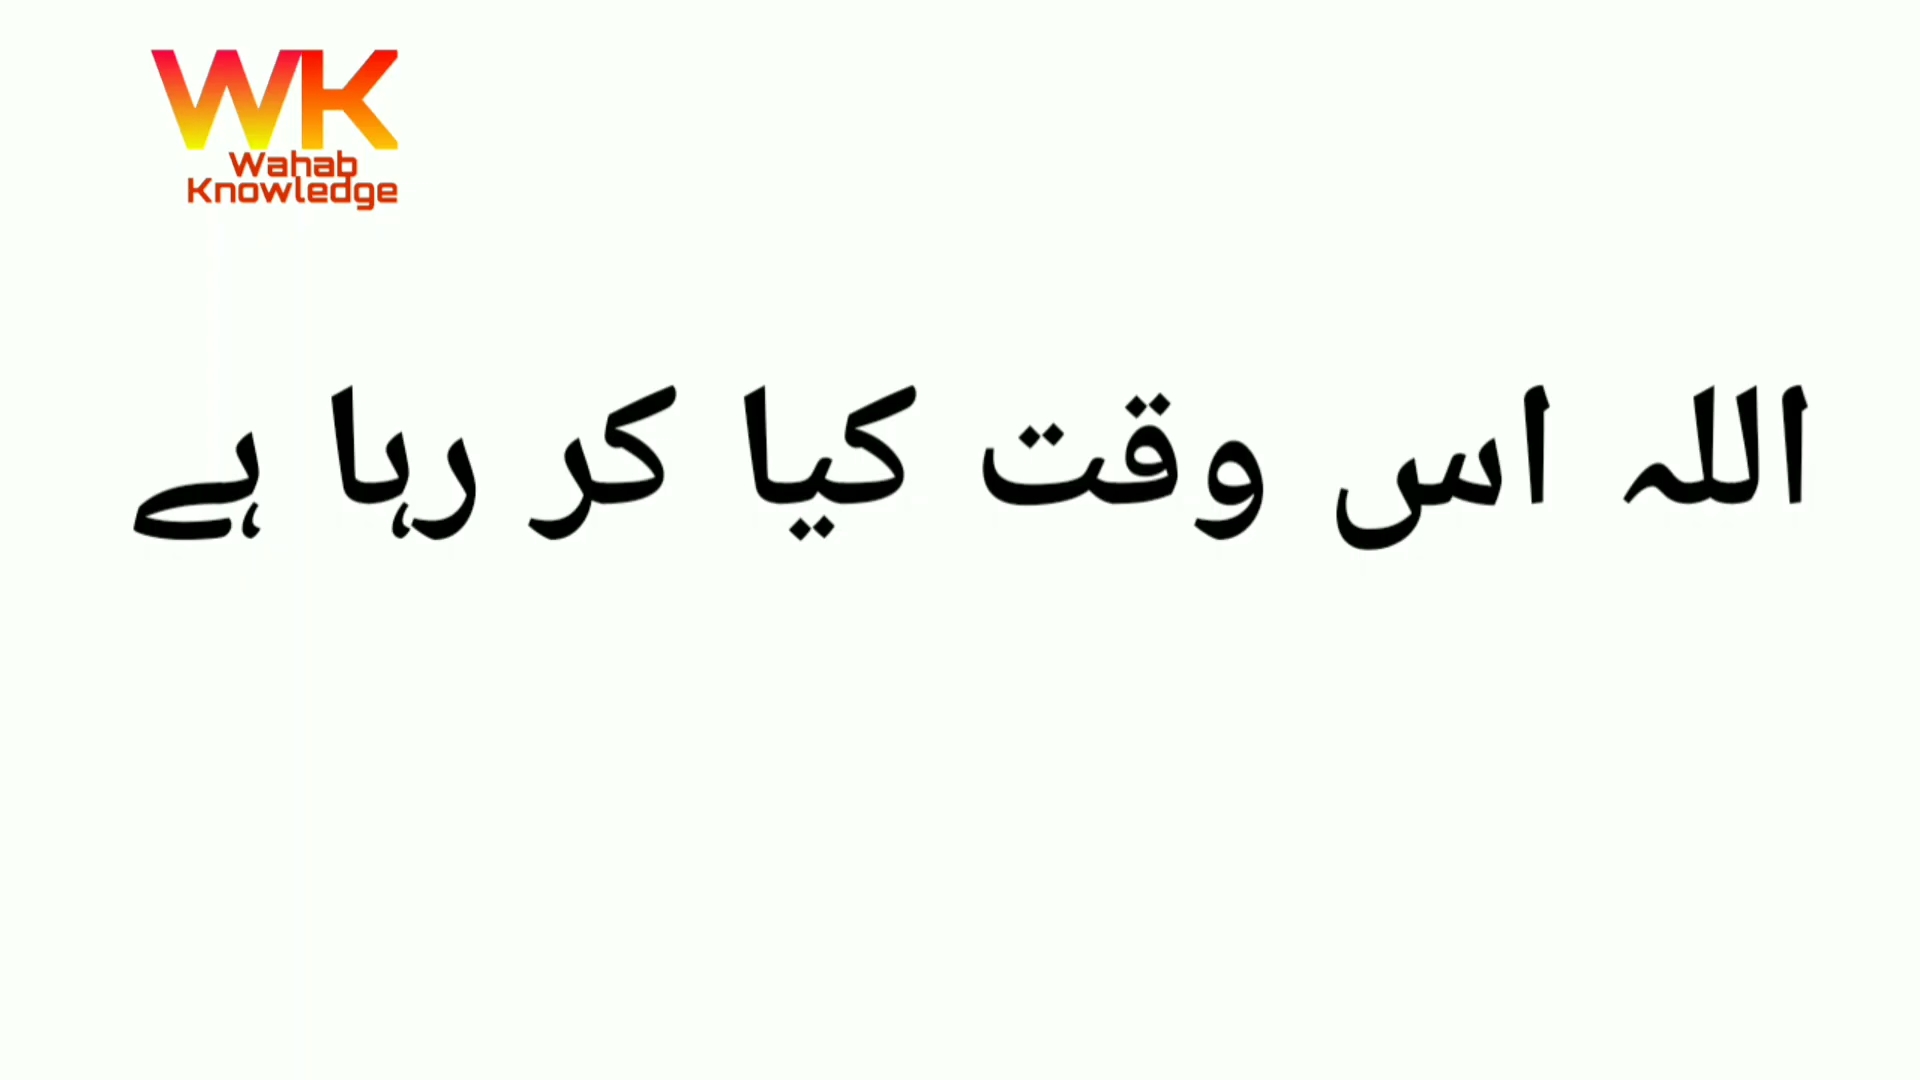 WK
Wahab
Knowledge
اللہ اس وقت کیا کر رہا ہے